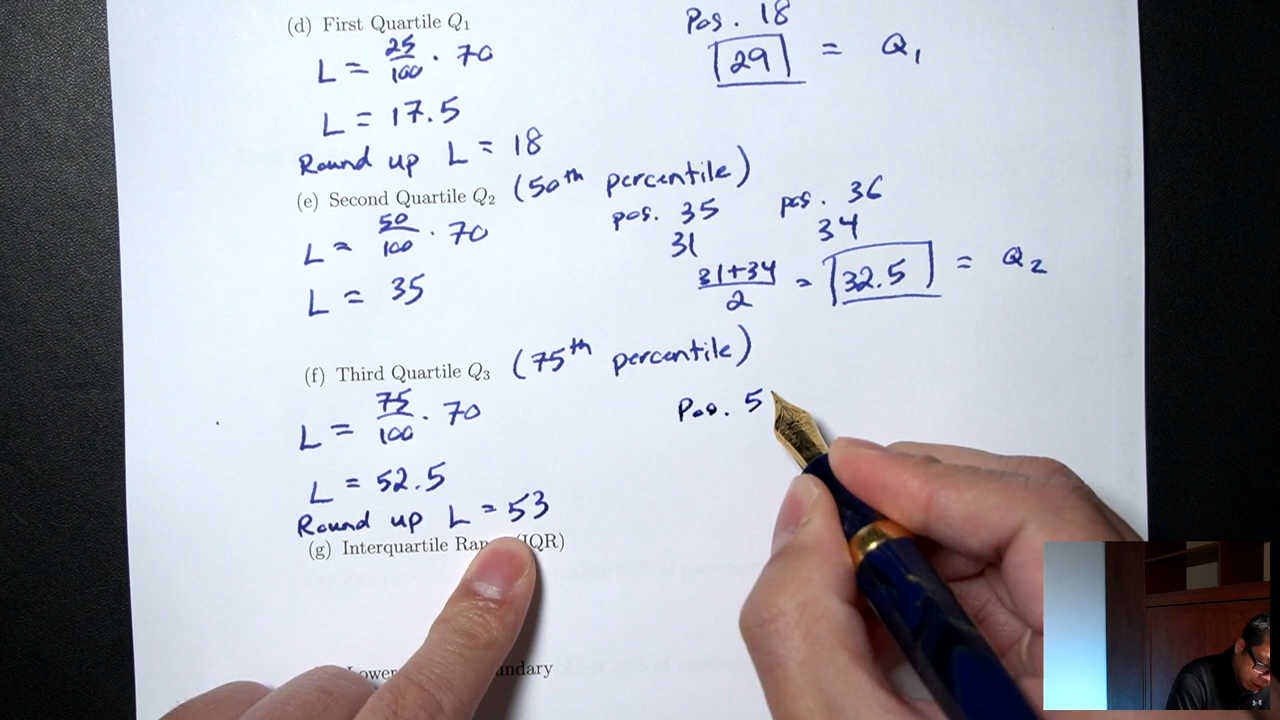 (d) First Quartile Q1
Pos. 18
L = 25/100 · 70
29 = Q1
L = 17.5
Round up L = 18
(e) Second Quartile Q2 (50th percentile)
L = 50/100 · 70
pos. 35 pos. 36
31 34
L = 35
31+34/2 = 32.5 = Q2
(f) Third Quartile Q3 (75th percentile)
L = 75/100 · 70
Pos. 5
L = 52.5
Round up L = 53
(g) Interquartile (IQR)